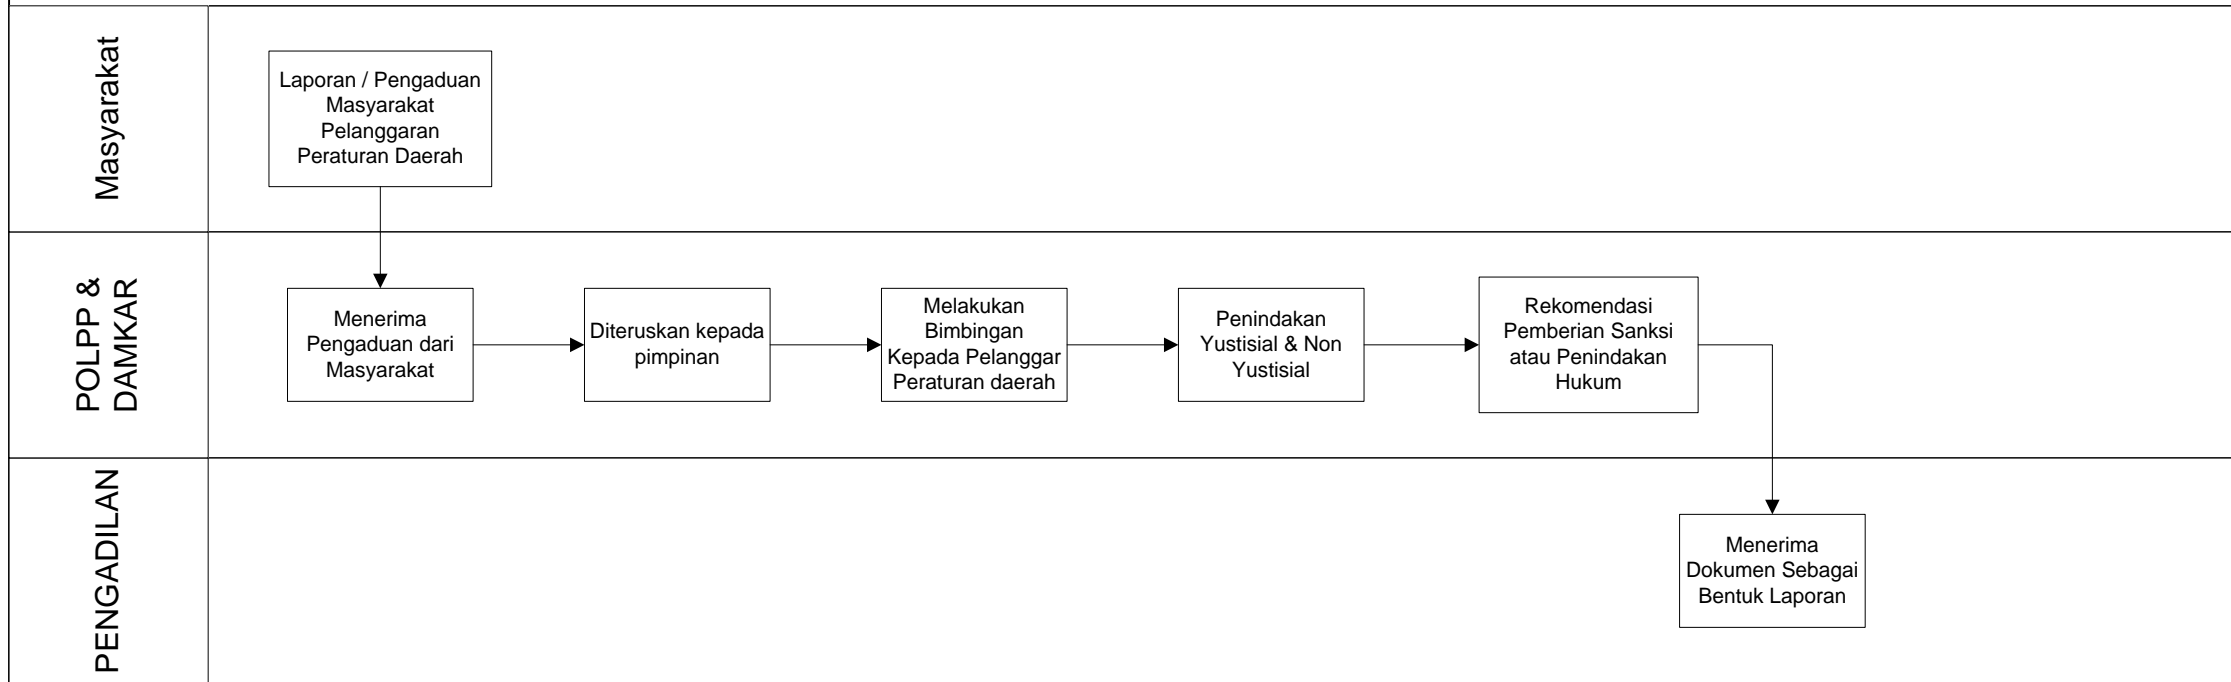 Masyarakat
Laporan / Pengaduan
Masyarakat
Pelanggaran
Peraturan Daerah
POLPP &
DAMKAR
Menerima
Pengaduan dari
Masyarakat
Diteruskan kepada
pimpinan
Melakukan
Bimbingan
Kepada Pelanggar
Peraturan daerah
Penindakan
Yustisial & Non
Yustisial
Rekomendasi
Pemberian Sanksi
atau Penindakan
Hukum
PENGADILAN
Menerima
Dokumen Sebagai
Bentuk Laporan